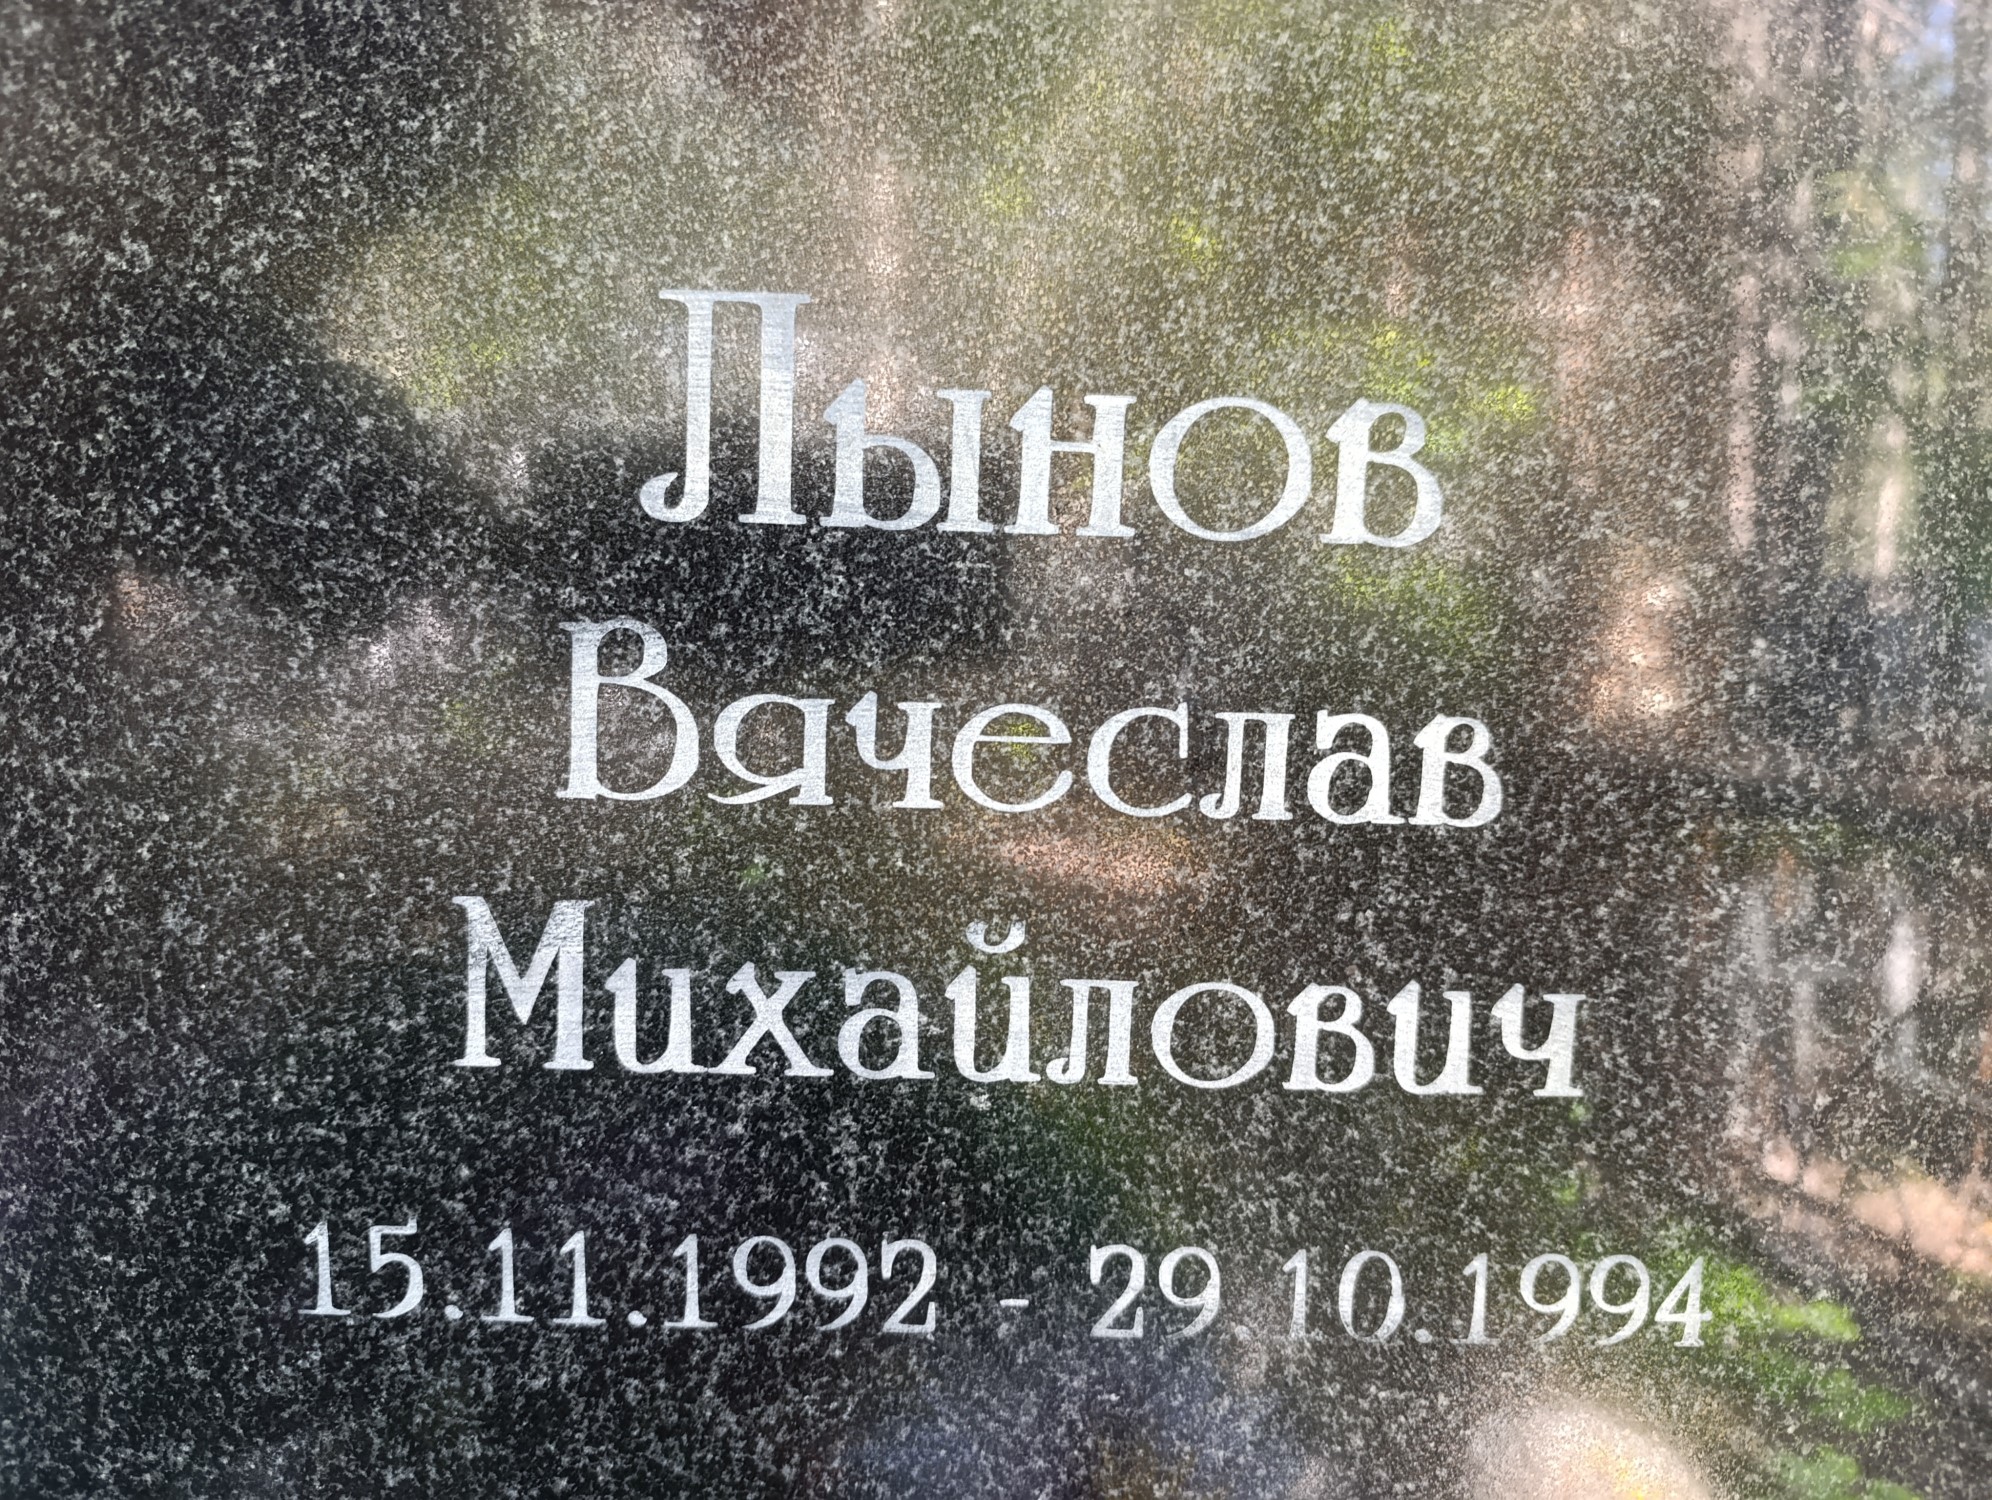 Лынов
Вячеслав
Михайлович
15.11.1992 - 29.10.1994